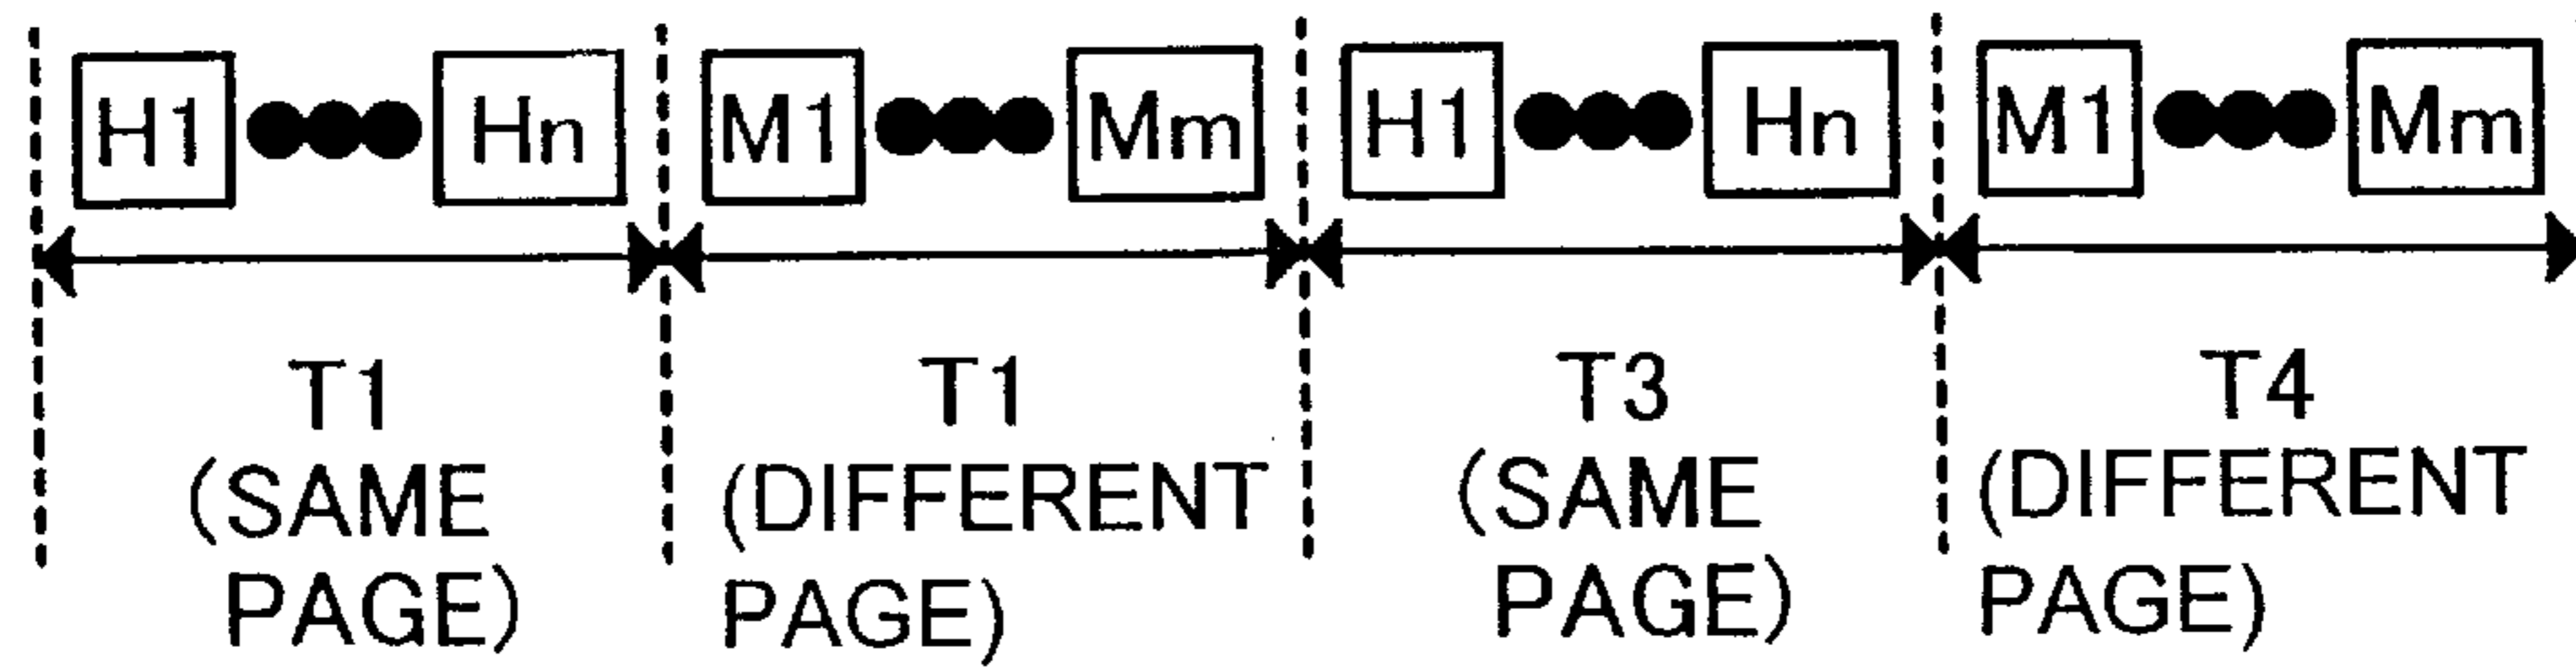 H1 ●●● Hn M1 ●●● Mm H1 ●●● Hn M1 ●●● Mm
T1 T1 T3 T4
(SAME (DIFFERENT (SAME (DIFFERENT
PAGE) PAGE) PAGE) PAGE)